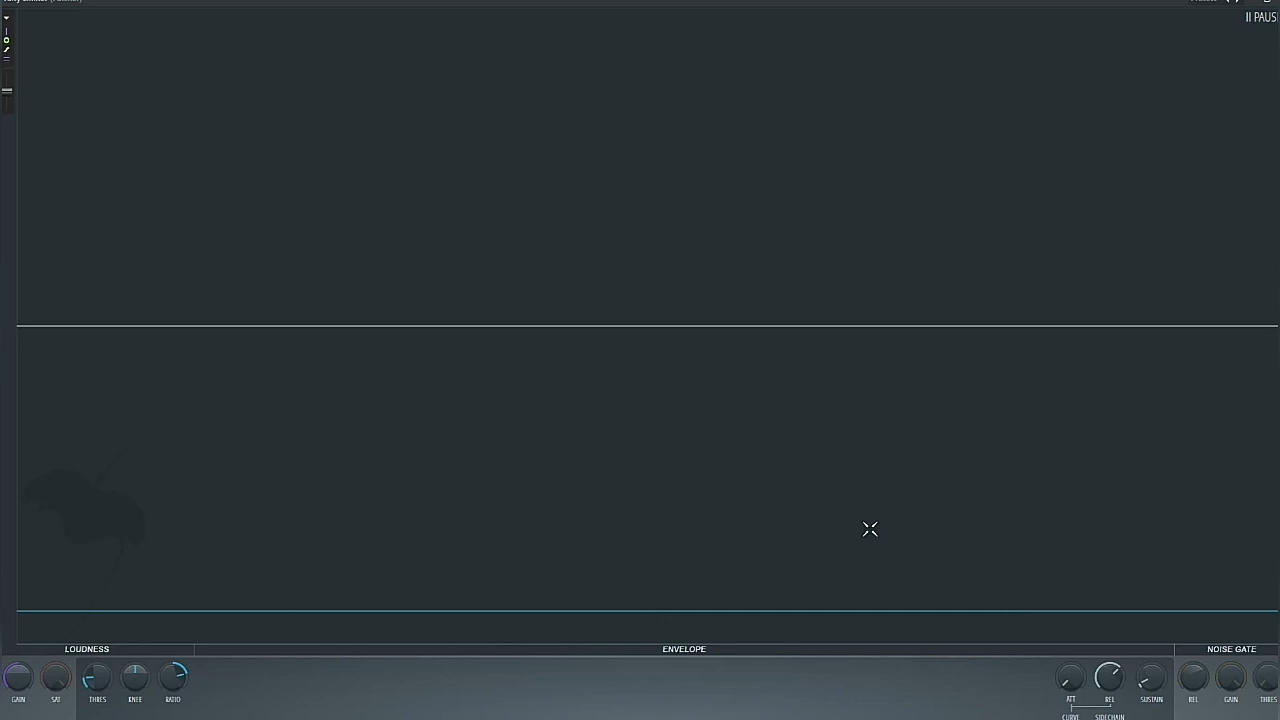 II PAUS
LOUDNESS
ENVELOPE
NOISE GATE
GAIN
SAT
THRES
KNEE
RATIO
ATT
REL
SUSTAIN
REL
GAIN
THRES
CURVE
SIDECHAIN